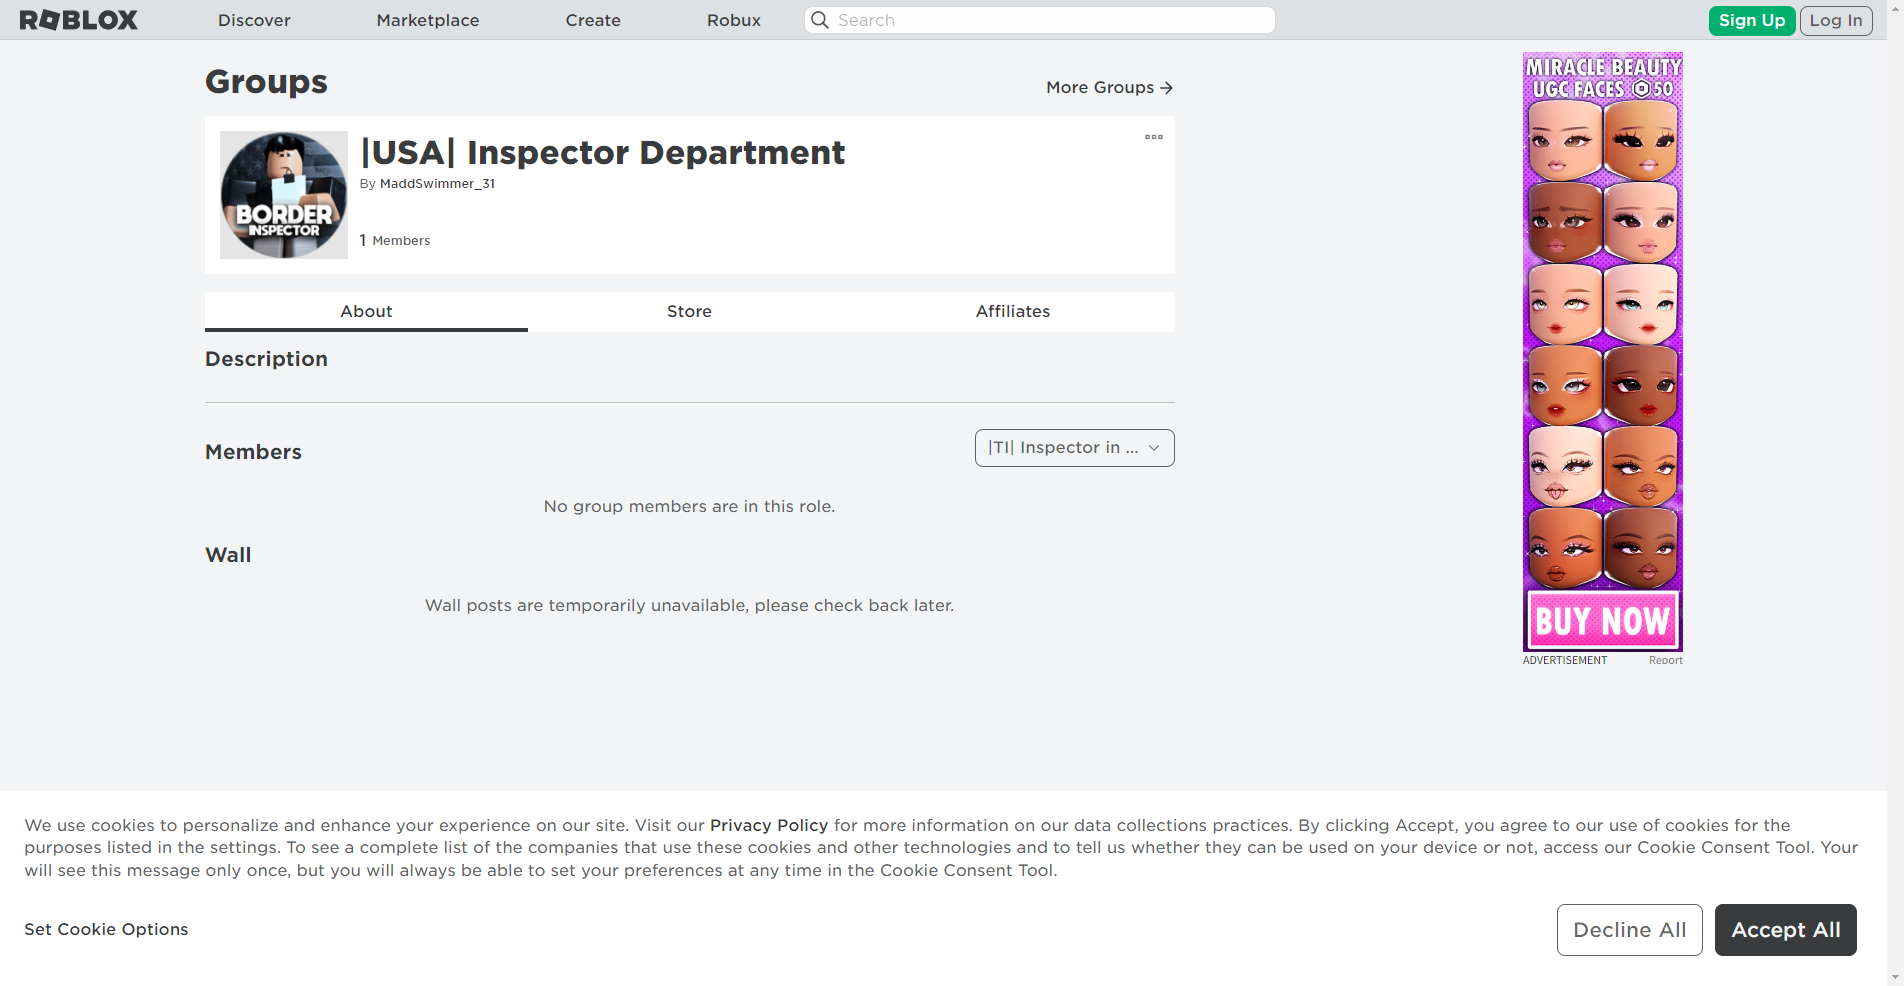 ROBLOX
Discover
Marketplace
Create
Robux
Search
Sign Up
Log In
Groups
More Groups →
BORDER
INSPECTOR
|USA| Inspector Department
By MaddSwimmer_31
1 Members
About
Store
Affiliates
Description
Members
|TI| Inspector in ...
No group members are in this role.
Wall
Wall posts are temporarily unavailable, please check back later.
MIRACLE BEAUTY
UGC FACES 50
BUY NOW
ADVERTISEMENT
Report
We use cookies to personalize and enhance your experience on our site. Visit our Privacy Policy for more information on our data collections practices. By clicking Accept, you agree to our use of cookies for the
purposes listed in the settings. To see a complete list of the companies that use these cookies and other technologies and to tell us whether they can be used on your device or not, access our Cookie Consent Tool. Your
will see this message only once, but you will always be able to set your preferences at any time in the Cookie Consent Tool.
Set Cookie Options
Decline All
Accept All